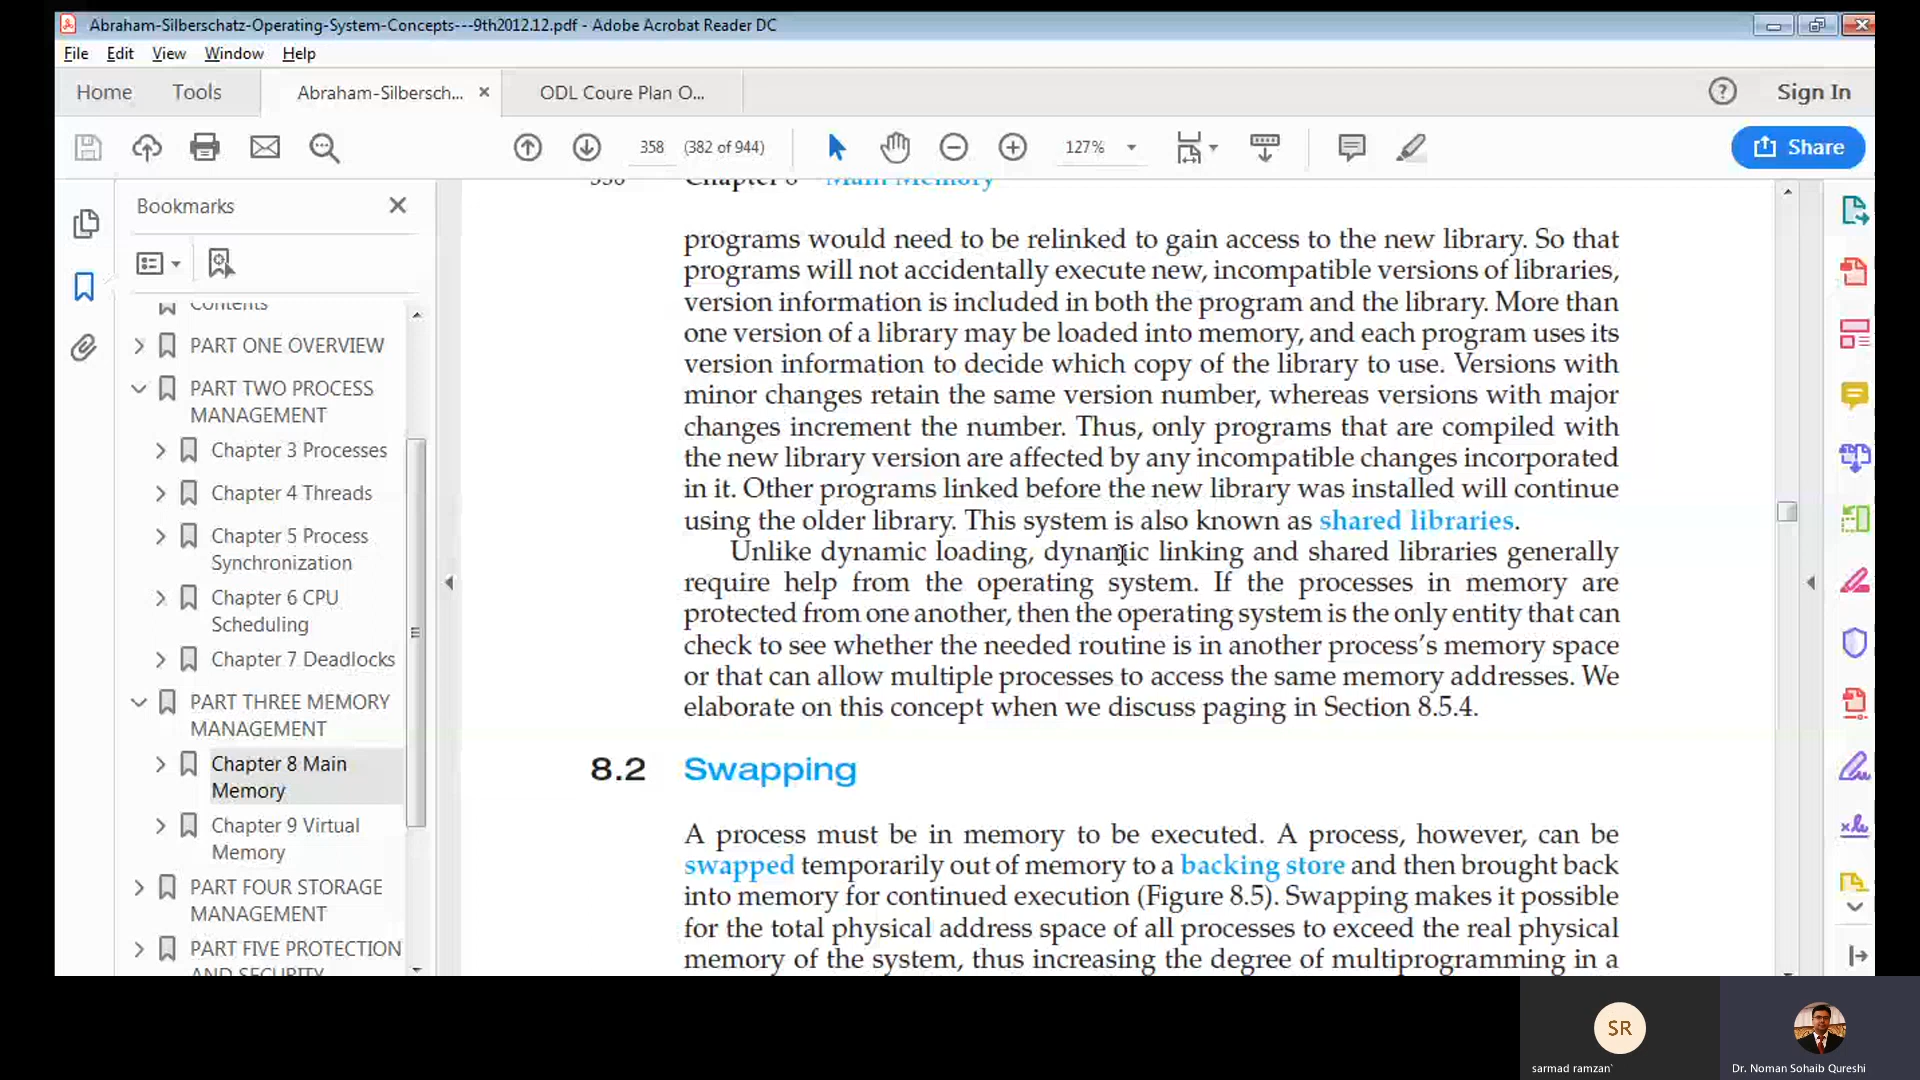 Abraham-Silberschatz-Operating-System-Concepts---9th2012.12.pdf - Adobe Acrobat Reader DC
File Edit View Window Help
Home Tools Abraham-Silbersch... ODL Coure Plan O... Sign In
358 (382 of 944) 127% Share
Bookmarks
Contents
PART ONE OVERVIEW
PART TWO PROCESS
MANAGEMENT
Chapter 3 Processes
Chapter 4 Threads
Chapter 5 Process
Synchronization
Chapter 6 CPU
Scheduling
Chapter 7 Deadlocks
PART THREE MEMORY
MANAGEMENT
Chapter 8 Main
Memory
Chapter 9 Virtual
Memory
PART FOUR STORAGE
MANAGEMENT
PART FIVE PROTECTION
AND SECURITY
358 Chapter 8 Main Memory
programs would need to be relinked to gain access to the new library. So that
programs will not accidentally execute new, incompatible versions of libraries,
version information is included in both the program and the library. More than
one version of a library may be loaded into memory, and each program uses its
version information to decide which copy of the library to use. Versions with
minor changes retain the same version number, whereas versions with major
changes increment the number. Thus, only programs that are compiled with
the new library version are affected by any incompatible changes incorporated
in it. Other programs linked before the new library was installed will continue
using the older library. This system is also known as shared libraries.
Unlike dynamic loading, dynamic linking and shared libraries generally
require help from the operating system. If the processes in memory are
protected from one another, then the operating system is the only entity that can
check to see whether the needed routine is in another process's memory space
or that can allow multiple processes to access the same memory addresses. We
elaborate on this concept when we discuss paging in Section 8.5.4.
8.2 Swapping
A process must be in memory to be executed. A process, however, can be
swapped temporarily out of memory to a backing store and then brought back
into memory for continued execution (Figure 8.5). Swapping makes it possible
for the total physical address space of all processes to exceed the real physical
memory of the system, thus increasing the degree of multiprogramming in a
SR
sarmad ramzan`
Dr. Noman Sohaib Qureshi